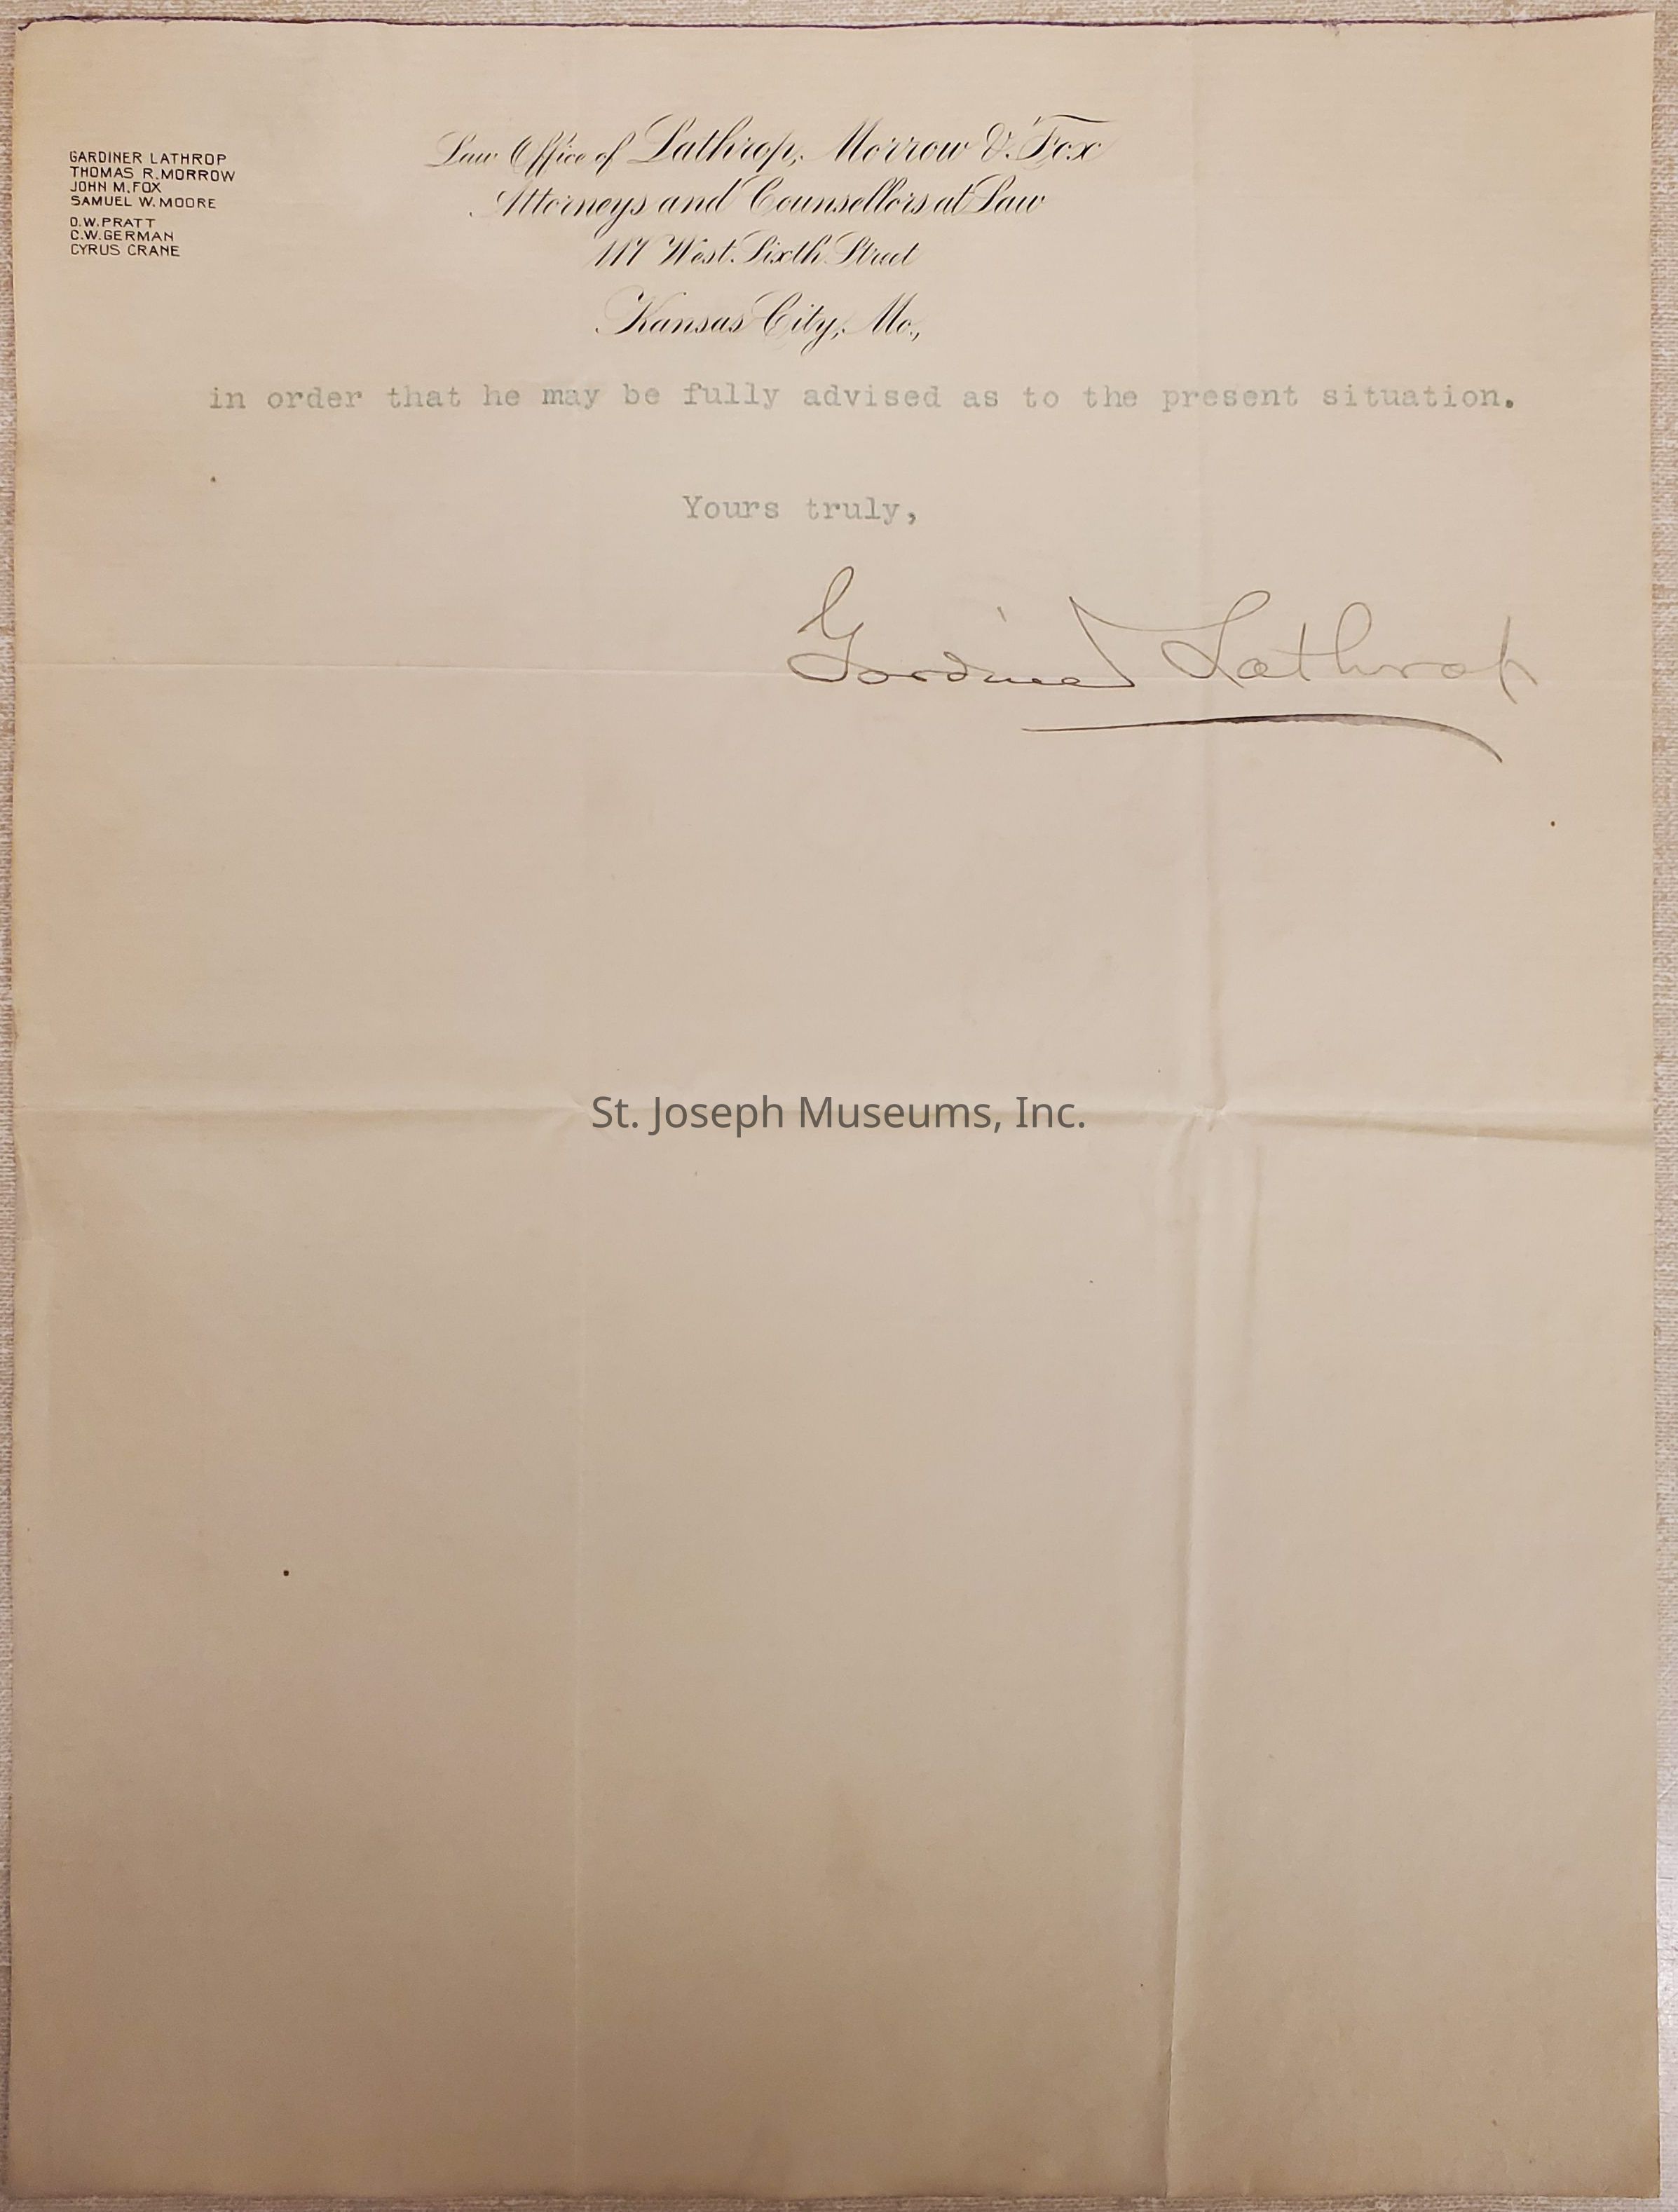 GARDINER LATHROP
THOMAS R. MORROW
JOHN M. FOX
SAMUEL W. MOORE
O. W. PRATT
C. W. GERMAN
CYRUS CRANE
Law Office of Lathrop, Morrow & Fox
Attorneys and Counsellors at Law
117 West Sixth Street
Kansas City, Mo.,
in order that he may be fully advised as to the present situation.
Yours truly,
Gardiner Lathrop
St. Joseph Museums, Inc.